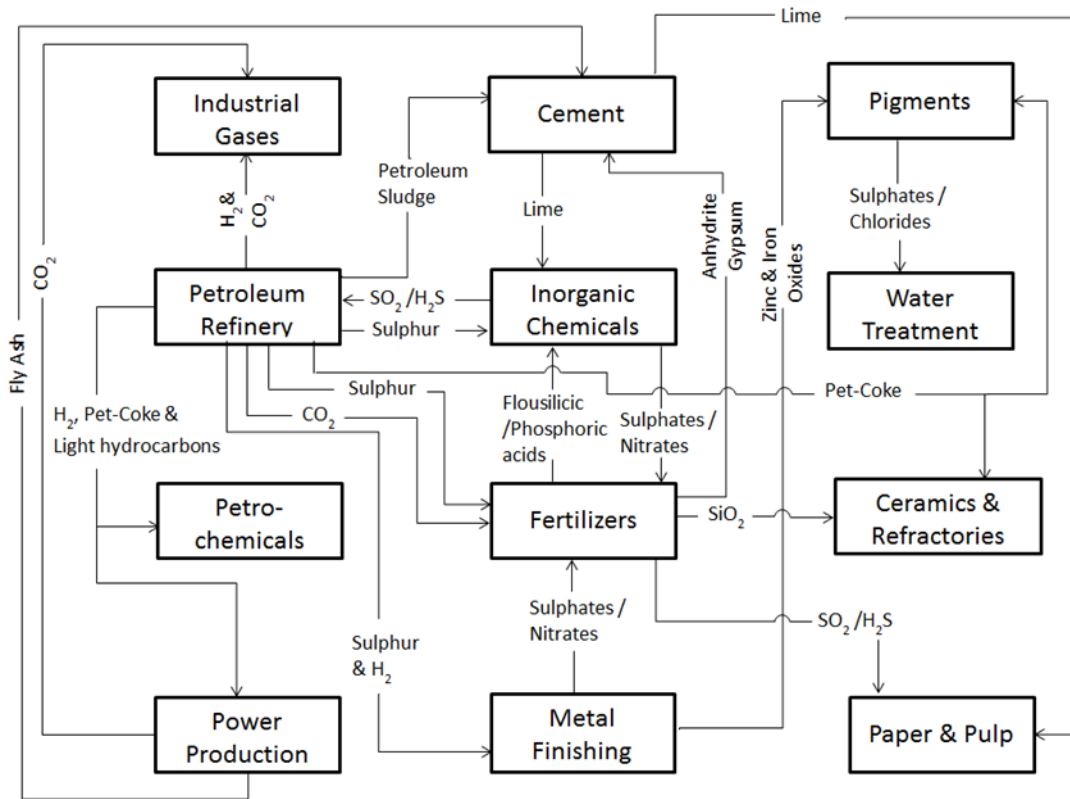 Lime
Industrial
Gases
Cement
Pigments
Petroleum
Sludge
H₂ &
CO₂
Lime
Anhydrite
Gypsum
Zinc & Iron
Oxides
Sulphates /
Chlorides
CO₂
Fly Ash
Petroleum
Refinery
SO₂ /H₂S
Sulphur
Inorganic
Chemicals
Water
Treatment
Sulphur
CO₂
Pet-Coke
H₂, Pet-Coke &
Light hydrocarbons
Flousilicic
/Phosphoric
acids
Sulphates /
Nitrates
Petro-
chemicals
Fertilizers
SiO₂
Ceramics &
Refractories
Sulphates /
Nitrates
SO₂ /H₂S
Sulphur
& H₂
Power
Production
Metal
Finishing
Paper & Pulp